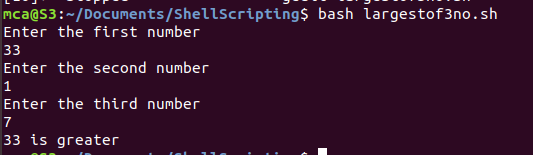 mca@S3:~/Documents/ShellScripting$ bash largestof3no.sh
Enter the first number
33
Enter the second number
1
Enter the third number
7
33 is greater